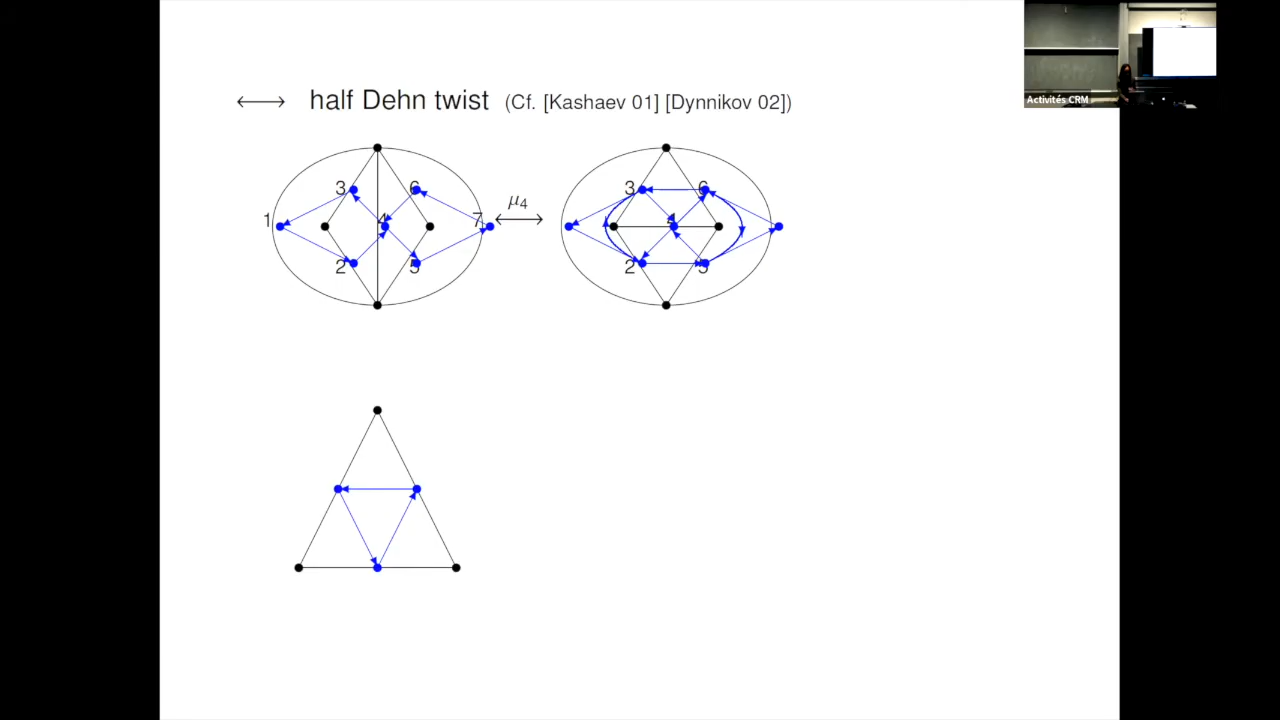 ⟷ half Dehn twist (Cf. [Kashaev 01] [Dynnikov 02])
3 6 3 6
1 4 7 μ₄ 4
2 5 2 5
Activités CRM